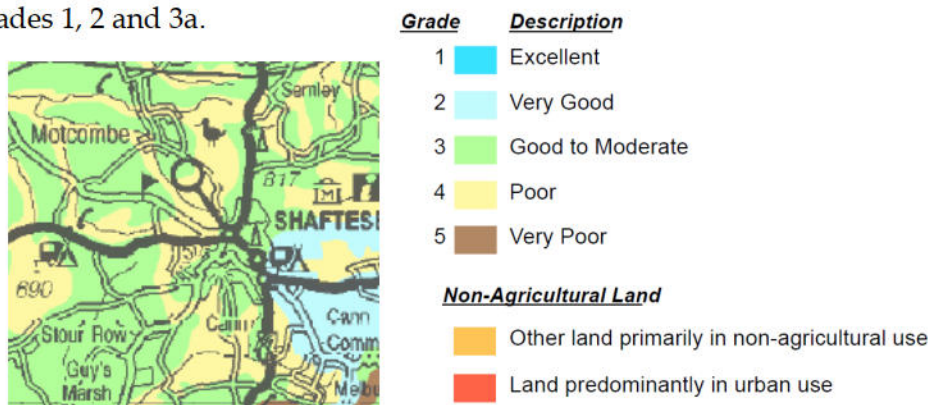 ades 1, 2 and 3a.
Grade Description
1 Excellent
2 Very Good
3 Good to Moderate
4 Poor
5 Very Poor
Non-Agricultural Land
Other land primarily in non-agricultural use
Land predominantly in urban use
Semley
Motcombe
817
SHAFTES
690
Cann
Cann
Comm
Stour Row
Guy's
Marsh
Melbu